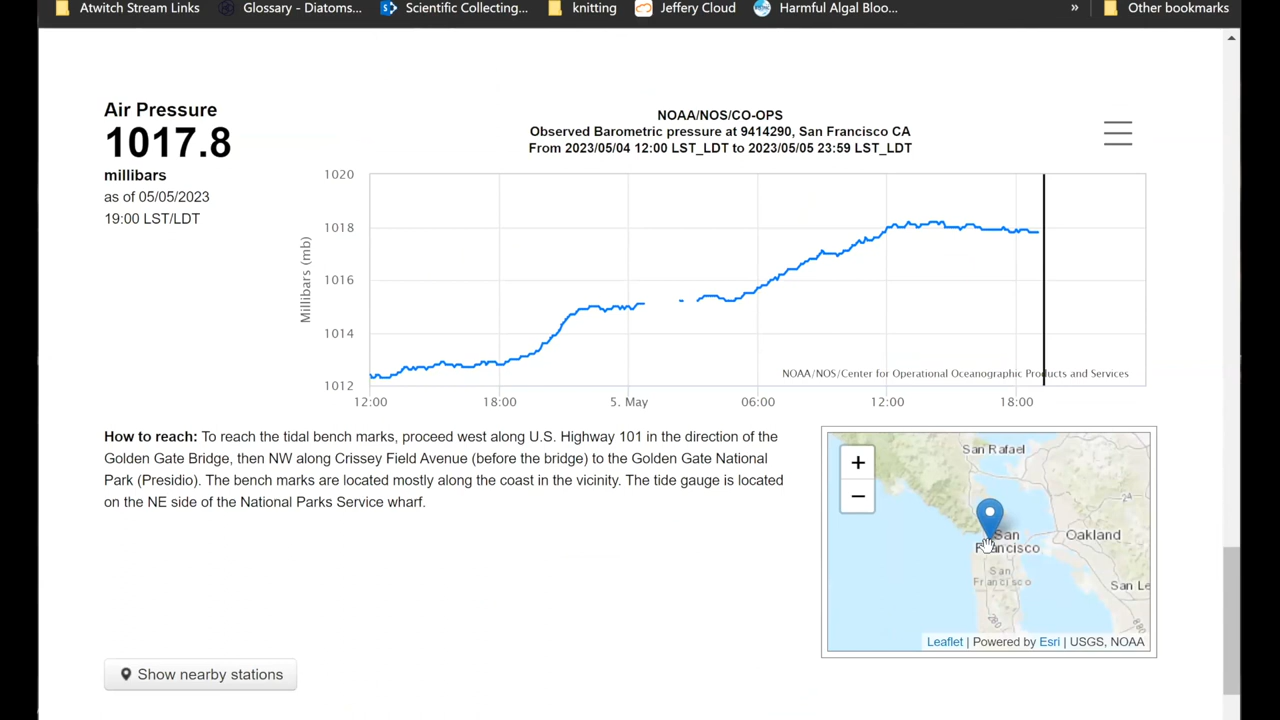 Atwitch Stream Links
Glossary - Diatoms...
Scientific Collecting...
knitting
Jeffery Cloud
Harmful Algal Bloo...
»
Other bookmarks
Air Pressure
1017.8
millibars
as of 05/05/2023
19:00 LST/LDT
NOAA/NOS/CO-OPS
Observed Barometric pressure at 9414290, San Francisco CA
From 2023/05/04 12:00 LST_LDT to 2023/05/05 23:59 LST_LDT
Millibars (mb)
1020
1018
1016
1014
1012
NOAA/NOS/Center for Operational Oceanographic Products and Services
12:00
18:00
5. May
06:00
12:00
18:00
How to reach: To reach the tidal bench marks, proceed west along U.S. Highway 101 in the direction of the
Golden Gate Bridge, then NW along Crissey Field Avenue (before the bridge) to the Golden Gate National
Park (Presidio). The bench marks are located mostly along the coast in the vicinity. The tide gauge is located
on the NE side of the National Parks Service wharf.
+
−
San Rafael
24
San
Francisco
Oakland
San
Francisco
San Le
280
880
Leaflet | Powered by Esri | USGS, NOAA
Show nearby stations